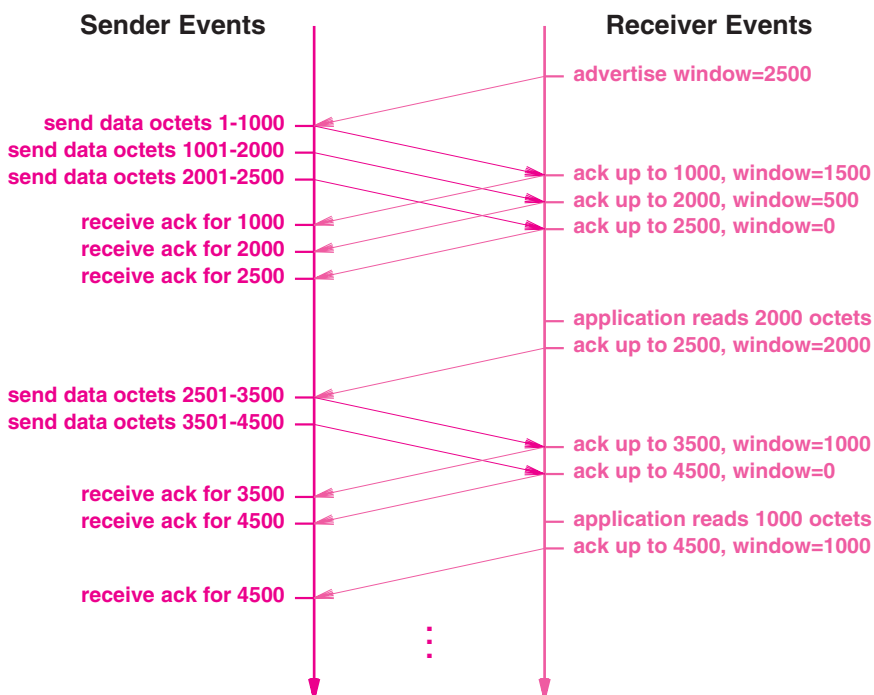 Sender Events
Receiver Events
advertise window=2500
send data octets 1-1000
send data octets 1001-2000
send data octets 2001-2500
ack up to 1000, window=1500
ack up to 2000, window=500
ack up to 2500, window=0
receive ack for 1000
receive ack for 2000
receive ack for 2500
application reads 2000 octets
ack up to 2500, window=2000
send data octets 2501-3500
send data octets 3501-4500
ack up to 3500, window=1000
ack up to 4500, window=0
receive ack for 3500
receive ack for 4500
application reads 1000 octets
ack up to 4500, window=1000
receive ack for 4500